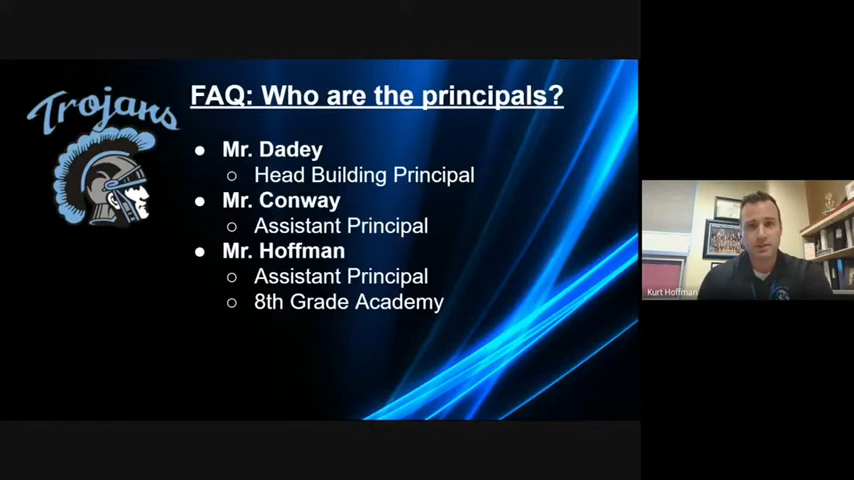 Trojans
FAQ: Who are the principals?
● Mr. Dadey
○ Head Building Principal
● Mr. Conway
○ Assistant Principal
● Mr. Hoffman
○ Assistant Principal
○ 8th Grade Academy
Kurt Hoffman